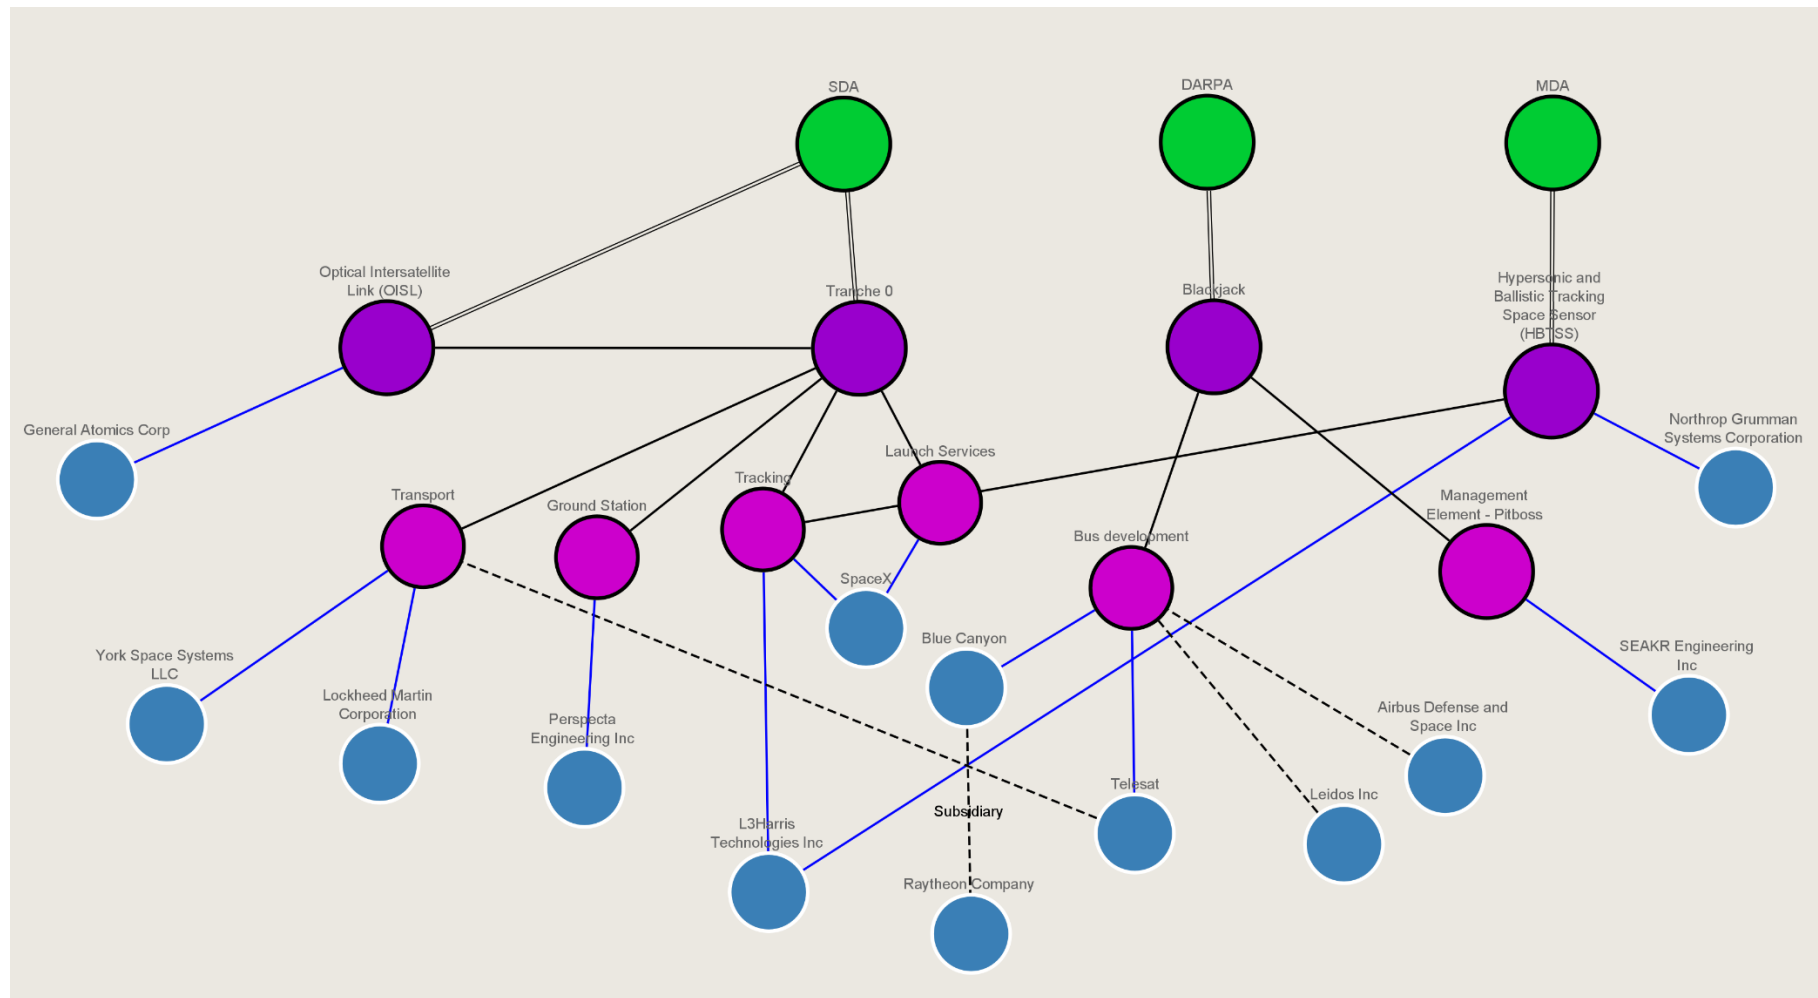 SDA
DARPA
MDA
Optical Intersatellite
Link (OISL)
Tranche 0
Blackjack
Hypersonic and
Ballistic Tracking
Space Sensor
(HBTSS)
General Atomics Corp
Northrop Grumman
Systems Corporation
Launch Services
Tracking
Transport
Ground Station
Management
Element - Pitboss
Bus development
SpaceX
Blue Canyon
SEAKR Engineering
Inc
York Space Systems
LLC
Lockheed Martin
Corporation
Perspecta
Engineering Inc
Airbus Defense and
Space Inc
Telesat
Leidos Inc
Subsidiary
L3Harris
Technologies Inc
Raytheon Company